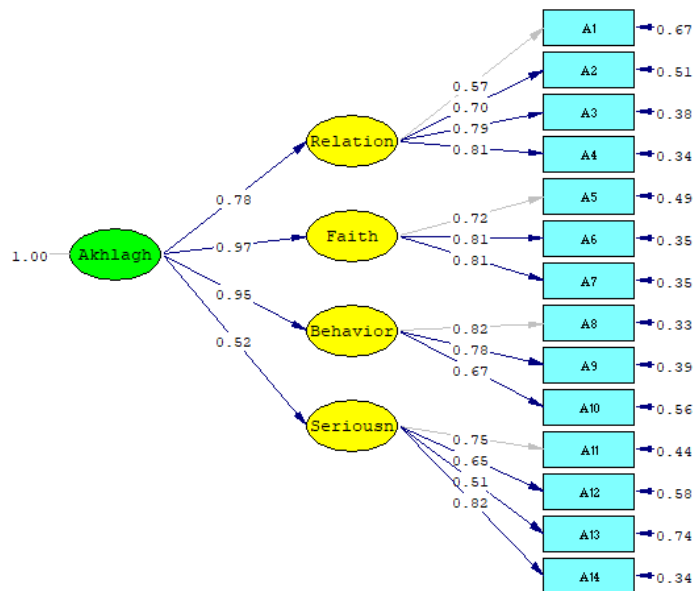 A1
0.67
A2
0.51
0.57
0.70
A3
0.38
0.79
Relation
0.81
A4
0.34
0.78
A5
0.49
0.72
Faith
0.81
A6
0.35
0.97
1.00
Akhlagh
0.81
A7
0.35
0.95
A8
0.33
0.82
Behavior
0.78
A9
0.39
0.52
0.67
A10
0.56
Seriousn
0.75
A11
0.44
0.65
0.51
A12
0.58
0.82
A13
0.74
A14
0.34